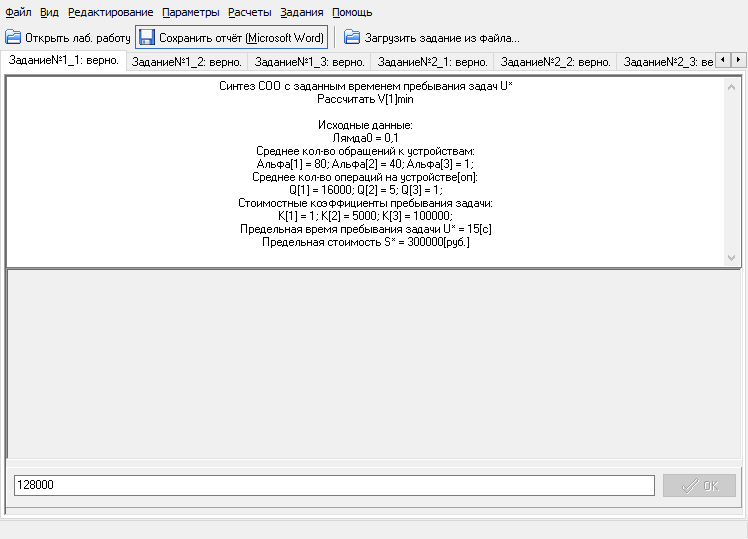 Файл Вид Редактирование Параметры Расчеты Задания Помощь
Открыть лаб. работу Сохранить отчёт (Microsoft Word) Загрузить задание из файла...
Задание№1_1: верно. Задание№1_2: верно. Задание№1_3: верно. Задание№2_1: верно. Задание№2_2: верно. Задание№2_3: ве
Синтез СОО с заданным временем пребывания задач U*
Рассчитать V[1]min
Исходные данные:
Лямда0 = 0,1
Среднее кол-во обращений к устройствам:
Альфа[1] = 80; Альфа[2] = 40; Альфа[3] = 1;
Среднее кол-во операций на устройстве[оп]:
Q[1] = 16000; Q[2] = 5; Q[3] = 1;
Стоимостные коэффициенты пребывания задачи:
K[1] = 1; K[2] = 5000; K[3] = 100000;
Предельная время пребывания задачи U* = 15[с]
Предельная стоимость S* = 300000[руб.]
128000
OK